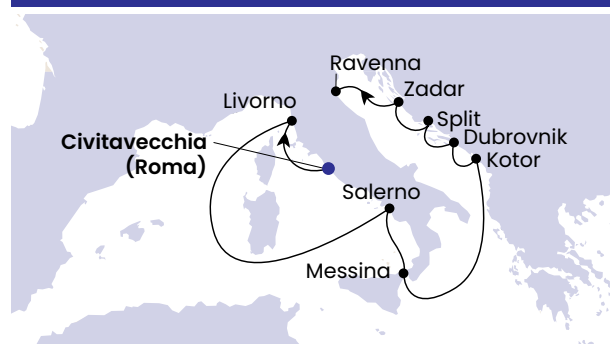 Ravenna
Zadar
Livorno
Split
Civitavecchia
(Roma)
Dubrovnik
Kotor
Salerno
Messina